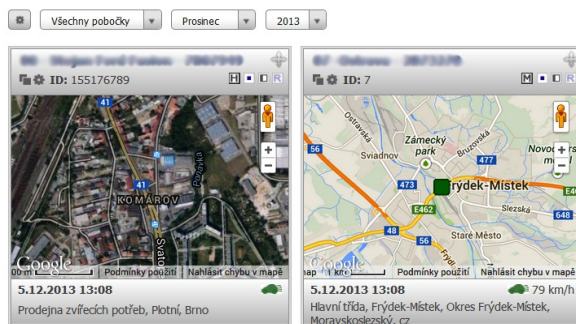 Všechny pobočky Prosinec 2013
ID: 155176789 H D R
ID: 7 M D R
41
41
KOMÁROV
Google
Podmínky použití Nahlásit chybu v mapě
5.12.2013 13:08
Prodejna zvířecích potřeb, Plotní, Brno
Ostravská
Zámecký
park
Bruzovská
56
Sviadnov
477
473
Frýdek-Místek
E462
Slezská
648
48
Staré Město
56
Google
Podmínky použití Nahlásit chybu v mapě
5.12.2013 13:08 79 km/h
Hlavní třída, Frýdek-Místek, Okres Frýdek-Místek,
Moravskoslezský, cz